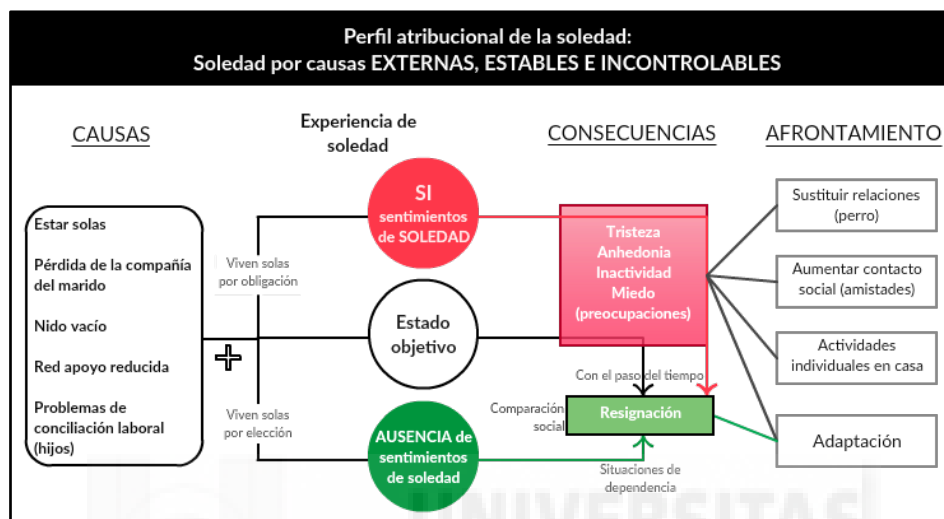 Perfil atribucional de la soledad:
Soledad por causas EXTERNAS, ESTABLES E INCONTROLABLES
CAUSAS
Experiencia de
soledad
CONSECUENCIAS
AFRONTAMIENTO
Estar solas
Pérdida de la compañía
del marido
Nido vacío
Red apoyo reducida
Problemas de
conciliación laboral
(hijos)
Viven solas
por obligación
Viven solas
por elección
SI
sentimientos
de SOLEDAD
Estado
objetivo
AUSENCIA de
sentimientos
de soledad
Tristeza
Anhedonia
Inactividad
Miedo
(preocupaciones)
Con el paso del tiempo
Comparación
social
Resignación
Situaciones de
dependencia
Sustituir relaciones
(perro)
Aumentar contacto
social (amistades)
Actividades
individuales en casa
Adaptación
UNIVERSITAS